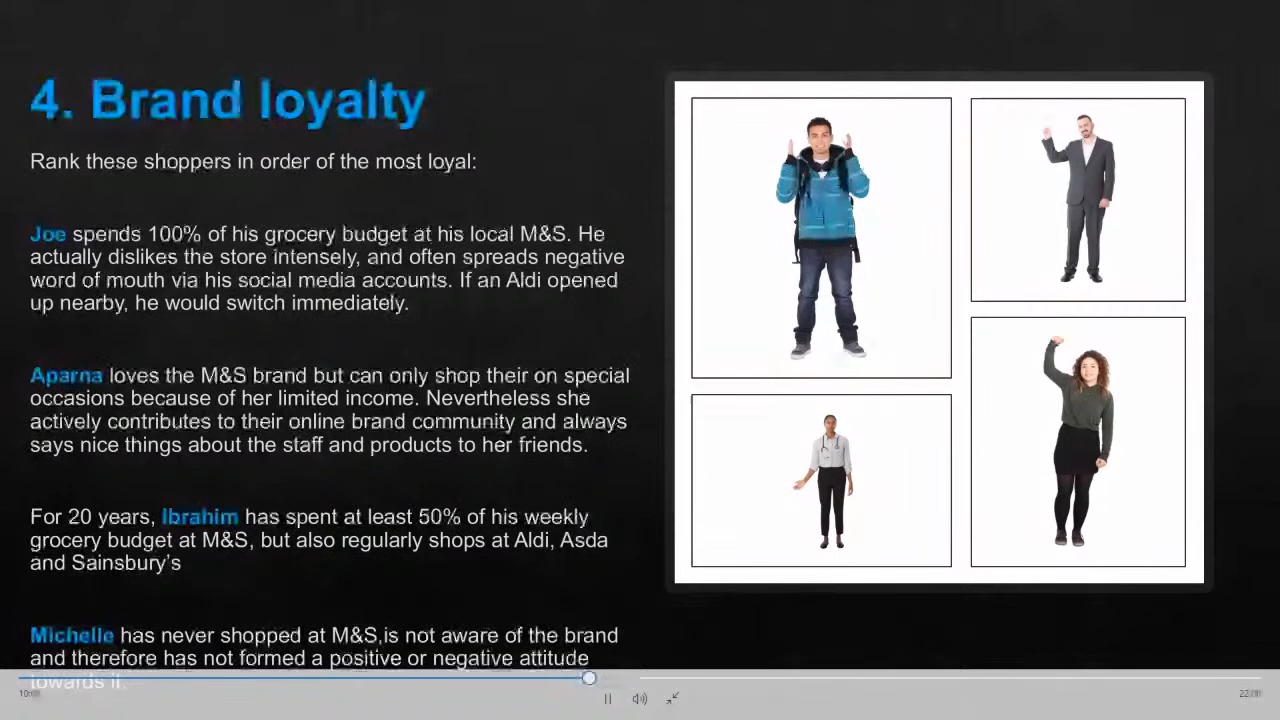 4. Brand loyalty
Rank these shoppers in order of the most loyal:
Joe spends 100% of his grocery budget at his local M&S. He
actually dislikes the store intensely, and often spreads negative
word of mouth via his social media accounts. If an Aldi opened
up nearby, he would switch immediately.
Aparna loves the M&S brand but can only shop their on special
occasions because of her limited income. Nevertheless she
actively contributes to their online brand community and always
says nice things about the staff and products to her friends.
For 20 years, Ibrahim has spent at least 50% of his weekly
grocery budget at M&S, but also regularly shops at Aldi, Asda
and Sainsbury's
Michelle has never shopped at M&S,is not aware of the brand
and therefore has not formed a positive or negative attitude
towards it.